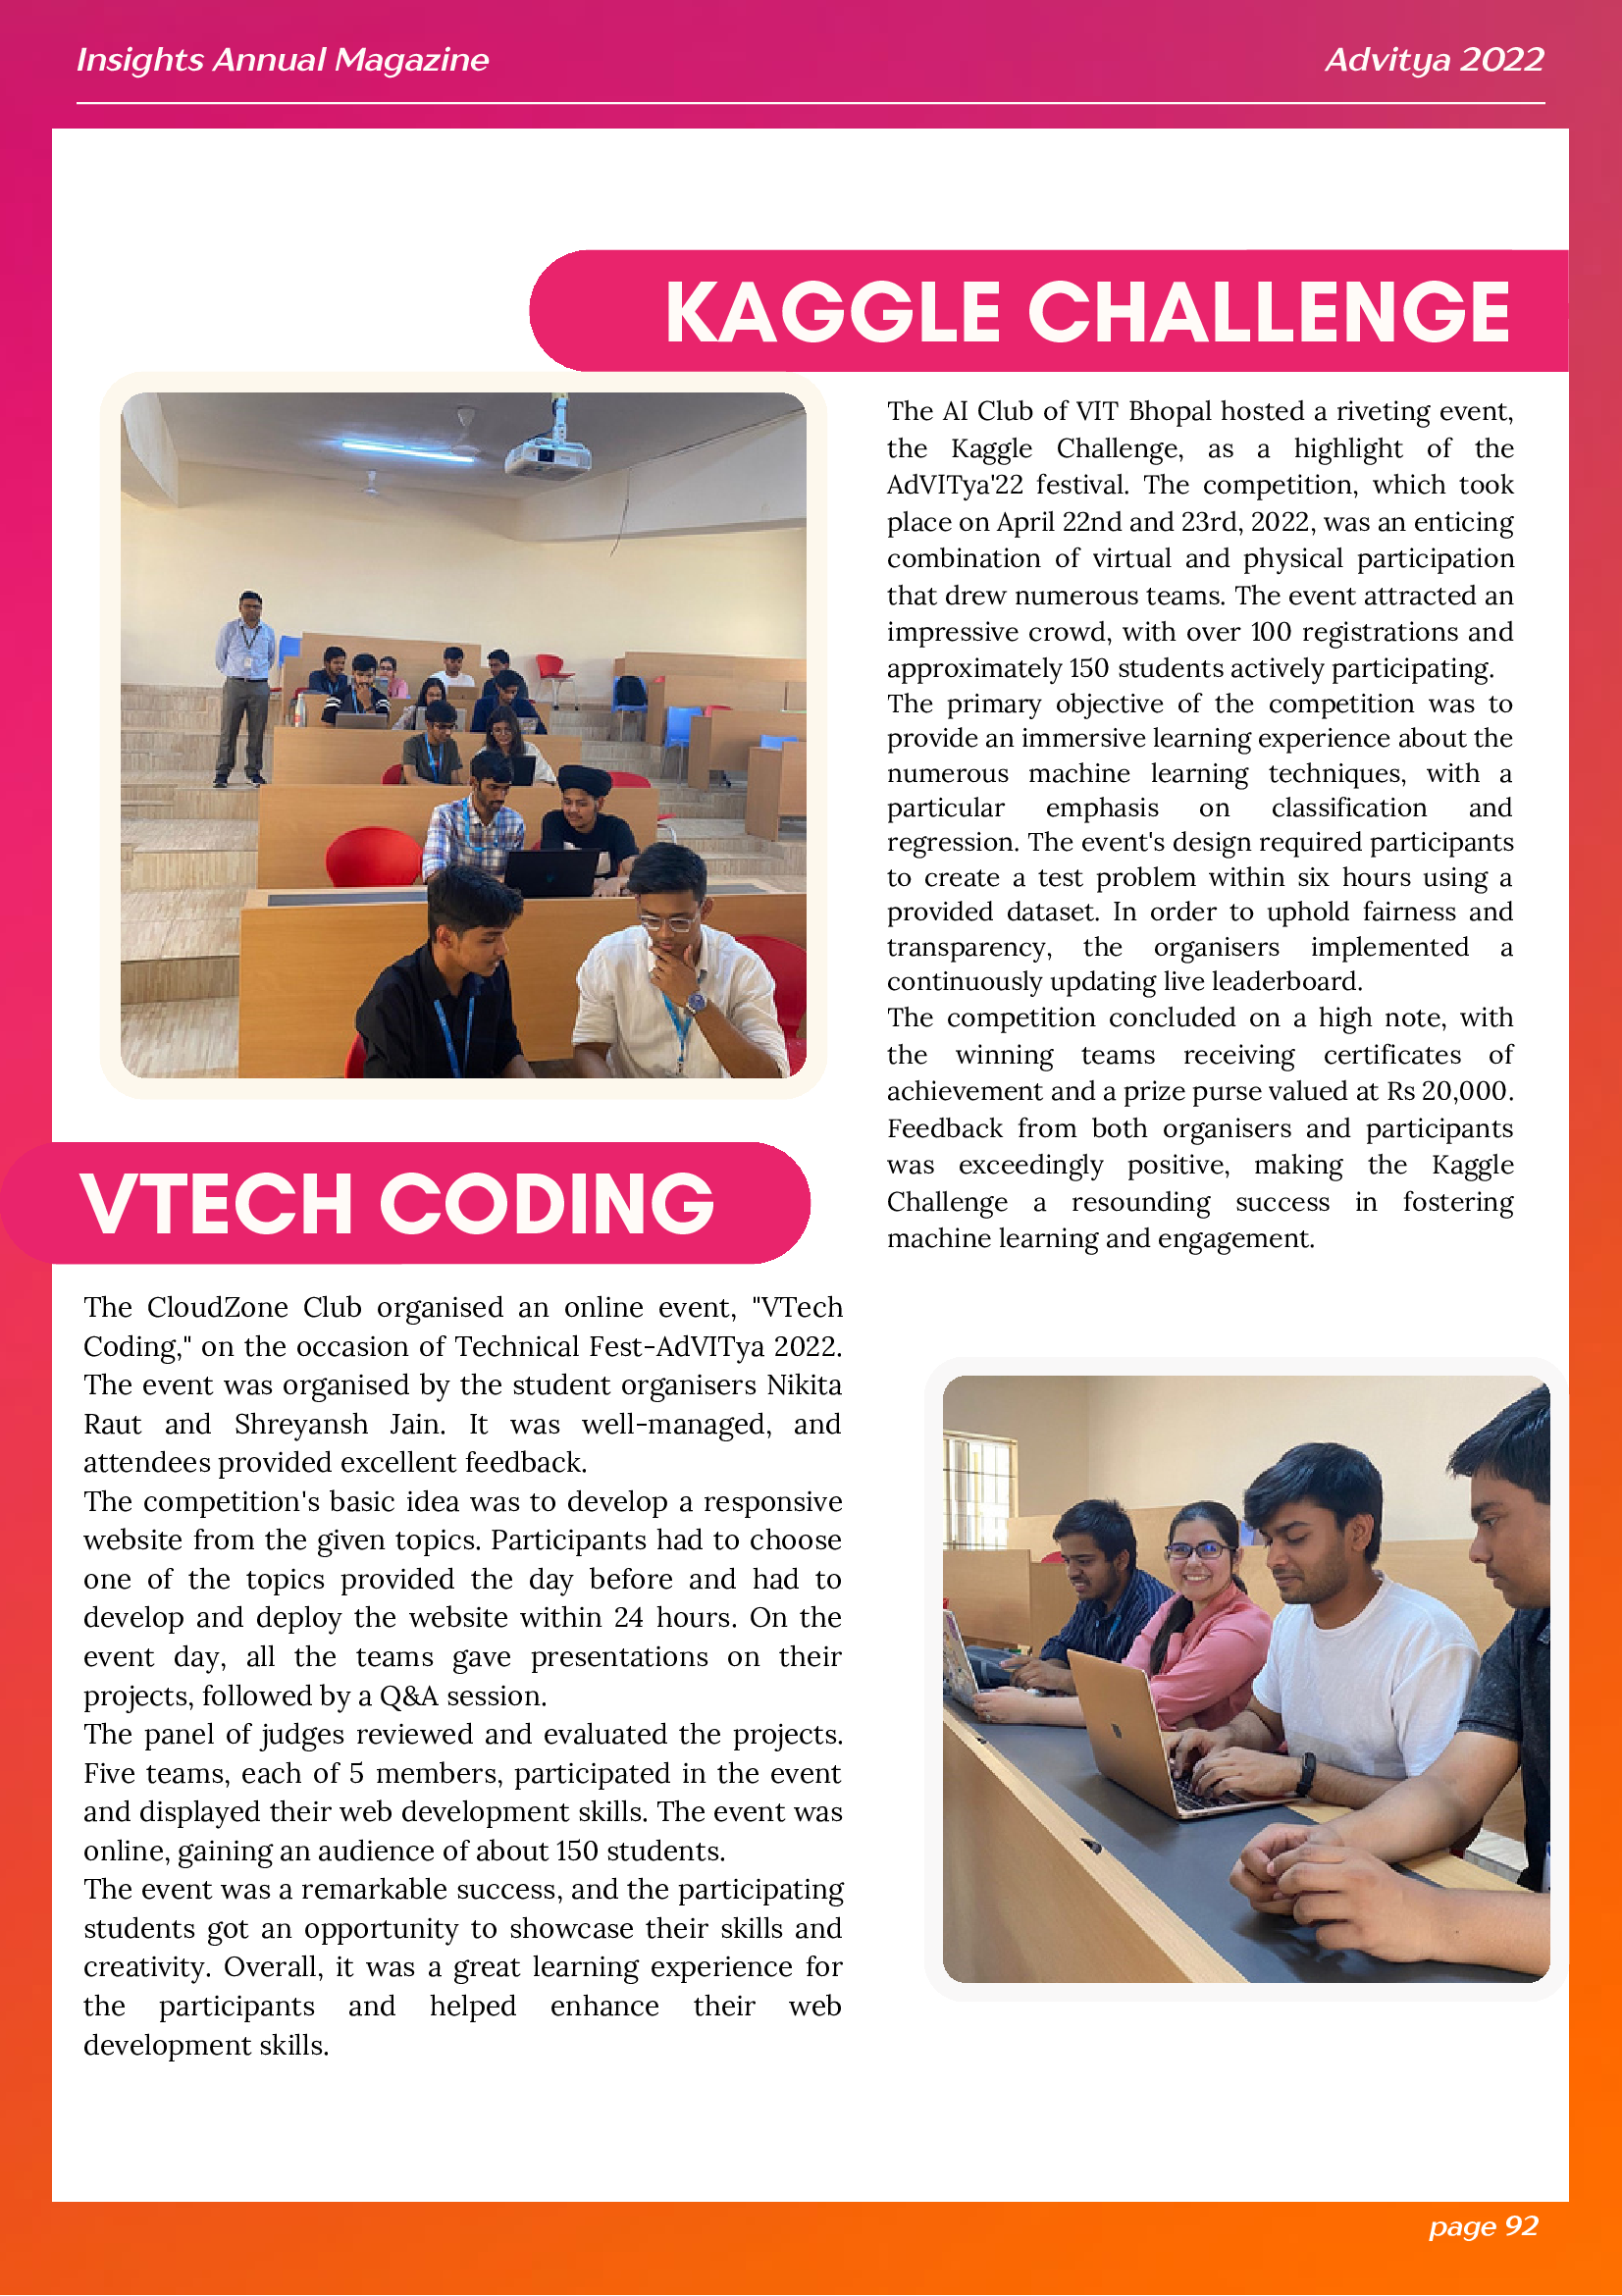 Insights Annual Magazine
Advitya 2022
KAGGLE CHALLENGE
The AI Club of VIT Bhopal hosted a riveting event,
the Kaggle Challenge, as a highlight of the
AdVITya'22 festival. The competition, which took
place on April 22nd and 23rd, 2022, was an enticing
combination of virtual and physical participation
that drew numerous teams. The event attracted an
impressive crowd, with over 100 registrations and
approximately 150 students actively participating.
The primary objective of the competition was to
provide an immersive learning experience about the
numerous machine learning techniques, with a
particular emphasis on classification and
regression. The event's design required participants
to create a test problem within six hours using a
provided dataset. In order to uphold fairness and
transparency, the organisers implemented a
continuously updating live leaderboard.
The competition concluded on a high note, with
the winning teams receiving certificates of
achievement and a prize purse valued at Rs 20,000.
Feedback from both organisers and participants
was exceedingly positive, making the Kaggle
Challenge a resounding success in fostering
machine learning and engagement.
VTECH CODING
The CloudZone Club organised an online event, "VTech
Coding," on the occasion of Technical Fest-AdVITya 2022.
The event was organised by the student organisers Nikita
Raut and Shreyansh Jain. It was well-managed, and
attendees provided excellent feedback.
The competition's basic idea was to develop a responsive
website from the given topics. Participants had to choose
one of the topics provided the day before and had to
develop and deploy the website within 24 hours. On the
event day, all the teams gave presentations on their
projects, followed by a Q&A session.
The panel of judges reviewed and evaluated the projects.
Five teams, each of 5 members, participated in the event
and displayed their web development skills. The event was
online, gaining an audience of about 150 students.
The event was a remarkable success, and the participating
students got an opportunity to showcase their skills and
creativity. Overall, it was a great learning experience for
the participants and helped enhance their web
development skills.
page 92